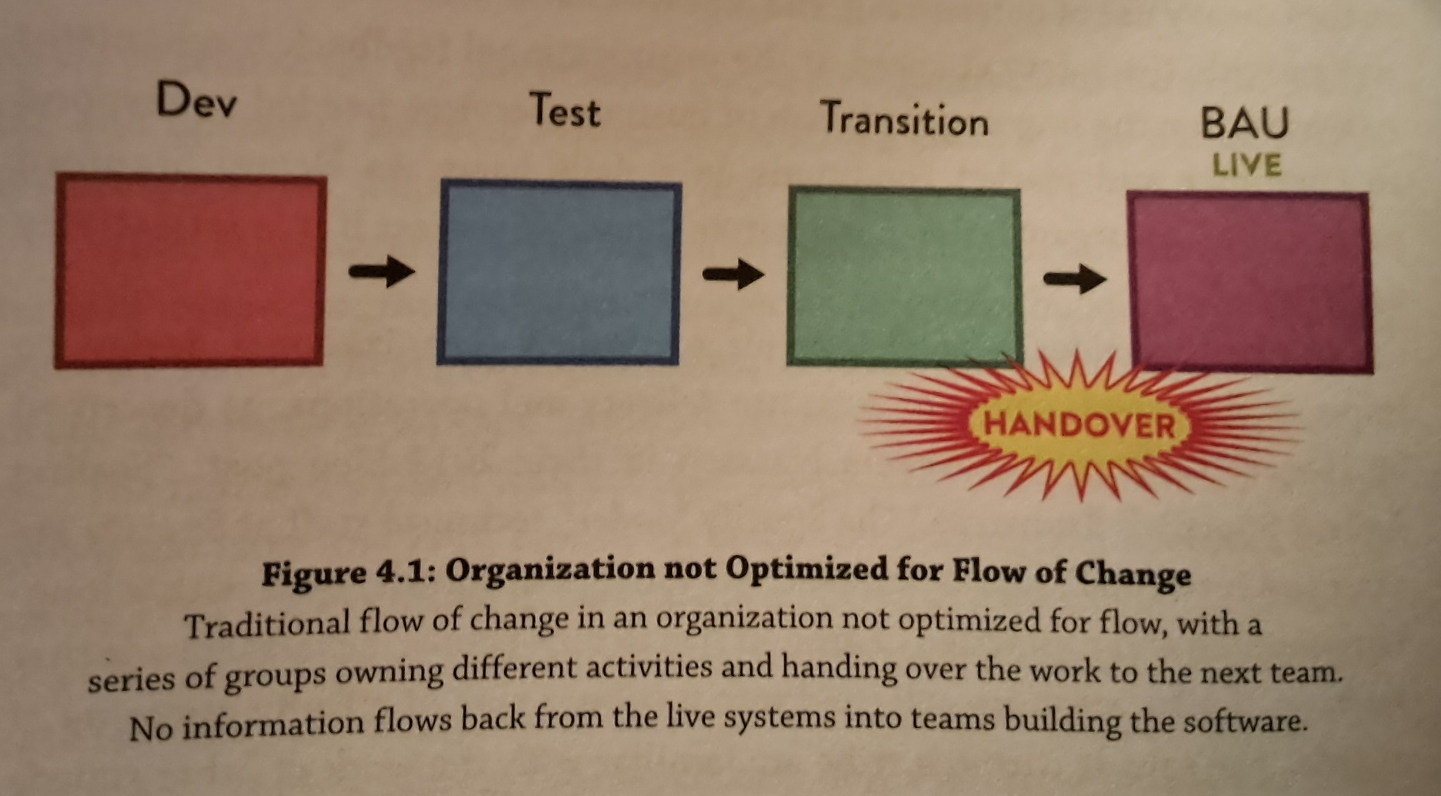 Dev
Test
Transition
BAU
LIVE
HANDOVER
Figure 4.1: Organization not Optimized for Flow of Change
Traditional flow of change in an organization not optimized for flow, with a
series of groups owning different activities and handing over the work to the next team.
No information flows back from the live systems into teams building the software.